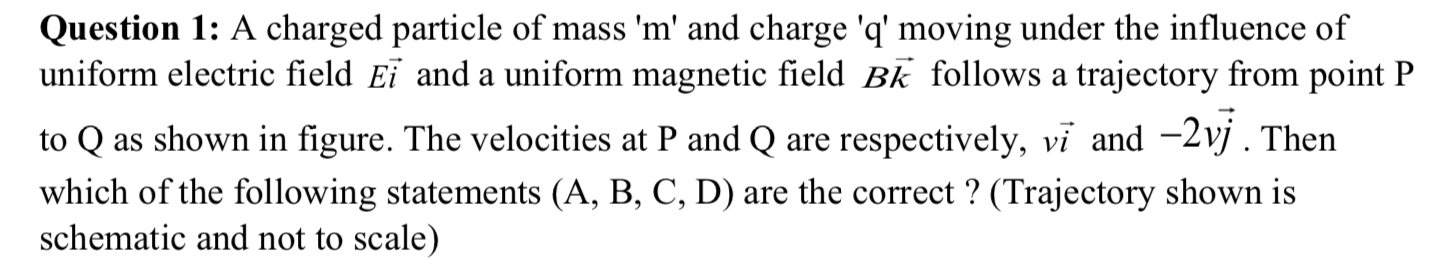 Question 1: A charged particle of mass 'm' and charge 'q' moving under the influence of
uniform electric field E\vec{i} and a uniform magnetic field B\vec{k} follows a trajectory from point P
to Q as shown in figure. The velocities at P and Q are respectively, v\vec{i} and −2v\vec{j} . Then
which of the following statements (A, B, C, D) are the correct ? (Trajectory shown is
schematic and not to scale)